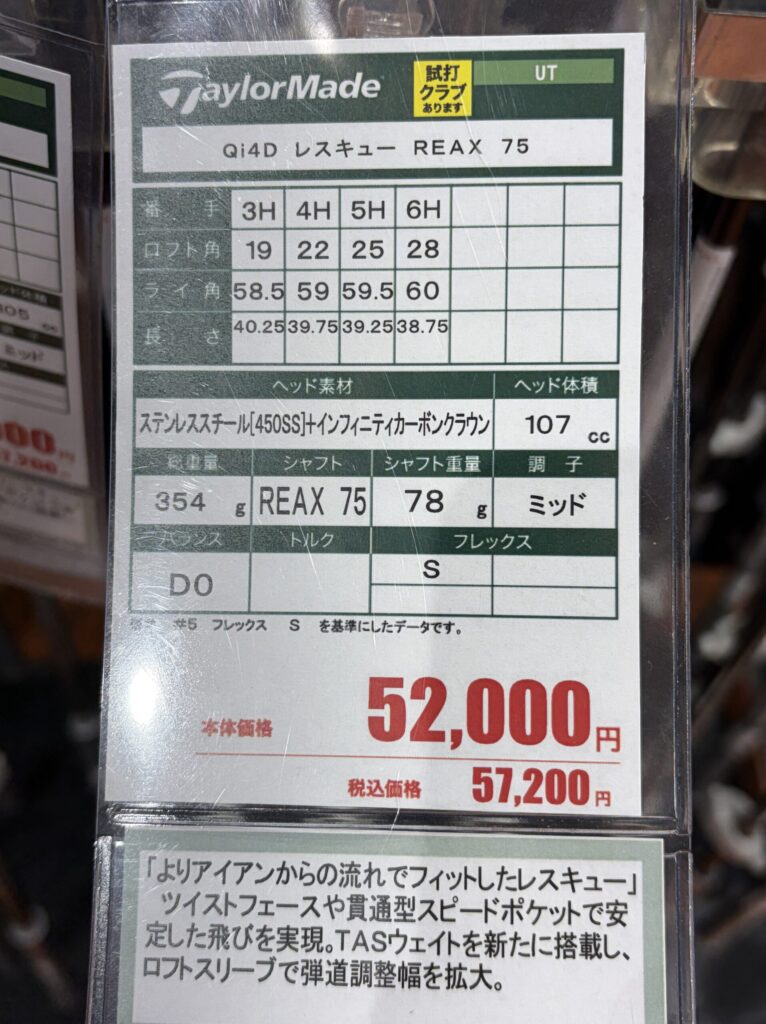 TaylorMade
試打
クラブ
あります
UT
Qi4D レスキュー REAX 75
番手 3H 4H 5H 6H
ロフト角 19 22 25 28
ライ角 58.5 59 59.5 60
長さ 40.25 39.75 39.25 38.75
ヘッド素材 ヘッド体積
ステンレススチール[450SS]+インフィニティカーボンクラウン 107 cc
総重量 シャフト シャフト重量 調子
354 g REAX 75 78 g ミッド
バランス トルク フレックス
D0 S
#5 フレックス S を基準にしたデータです。
本体価格 52,000円
税込価格 57,200円
「よりアイアンからの流れでフィットしたレスキュー」
ツイストフェースや貫通型スピードポケットで安
定した飛びを実現。TASウェイトを新たに搭載し、
ロフトスリーブで弾道調整幅を拡大。